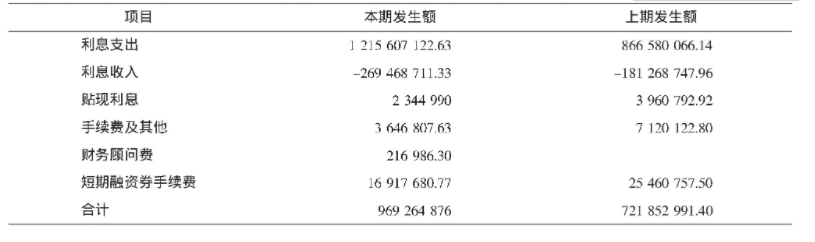 项目 本期发生额 上期发生额
利息支出 1 215 607 122.63 866 580 066.14
利息收入 –269 468 711.33 –181 268 747.96
贴现利息 2 344 990 3 960 792.92
手续费及其他 3 646 807.63 7 120 122.80
财务顾问费 216 986.30
短期融资券手续费 16 917 680.77 25 460 757.50
合计 969 264 876 721 852 991.40